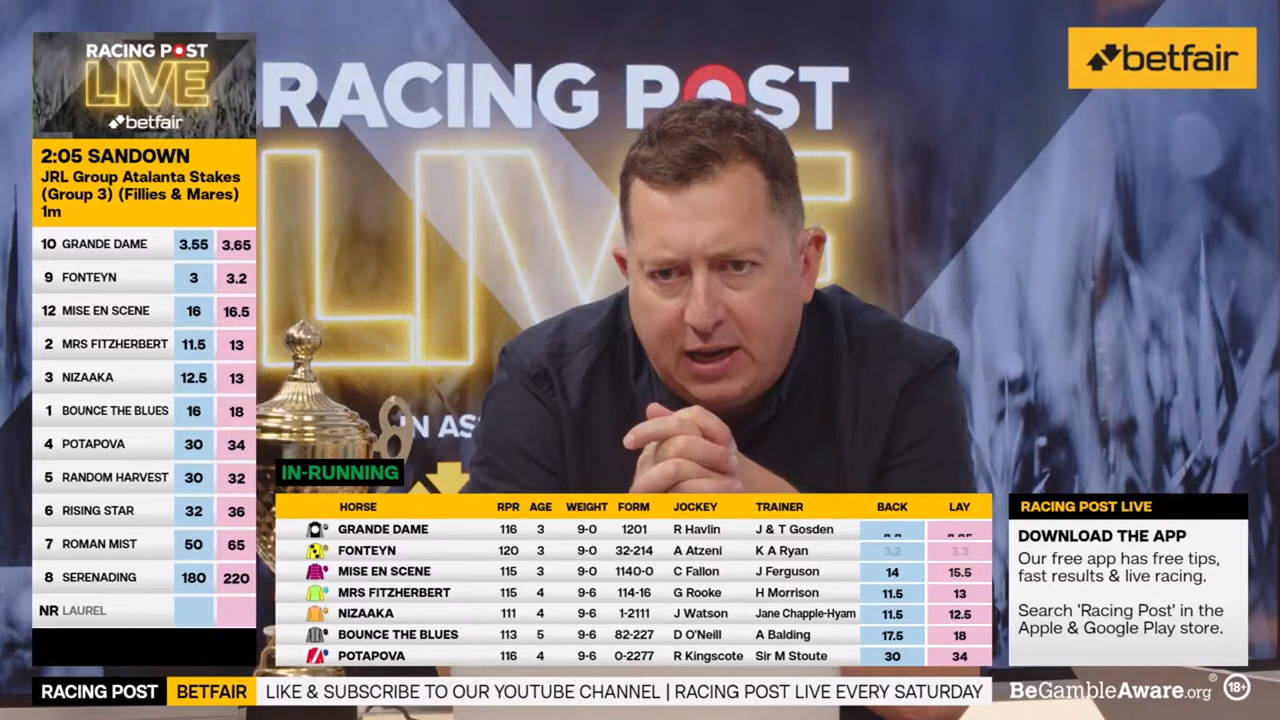 RACING POST
LIVE
betfair
2:05 SANDOWN
JRL Group Atalanta Stakes
(Group 3) (Fillies & Mares)
1m
10 GRANDE DAME 3.55 3.65
9 FONTEYN 3 3.2
12 MISE EN SCENE 16 16.5
2 MRS FITZHERBERT 11.5 13
3 NIZAAKA 12.5 13
1 BOUNCE THE BLUES 16 18
4 POTAPOVA 30 34
5 RANDOM HARVEST 30 32
6 RISING STAR 32 36
7 ROMAN MIST 50 65
8 SERENADING 180 220
NR LAUREL
RACING POST
LIVE
IN AS
betfair
IN-RUNNING
HORSE RPR AGE WEIGHT FORM JOCKEY TRAINER BACK LAY
GRANDE DAME 116 3 9-0 1201 R Havlin J & T Gosden
FONTEYN 120 3 9-0 32-214 A Atzeni K A Ryan 3.2 3.3
MISE EN SCENE 115 3 9-0 1140-0 C Fallon J Ferguson 14 15.5
MRS FITZHERBERT 115 4 9-6 114-16 G Rooke H Morrison 11.5 13
NIZAAKA 111 4 9-6 1-2111 J Watson Jane Chapple-Hyam 11.5 12.5
BOUNCE THE BLUES 113 5 9-6 82-227 D O'Neill A Balding 17.5 18
POTAPOVA 116 4 9-6 0-2277 R Kingscote Sir M Stoute 30 34
RACING POST LIVE
DOWNLOAD THE APP
Our free app has free tips,
fast results & live racing.
Search 'Racing Post' in the
Apple & Google Play store.
RACING POST BETFAIR LIKE & SUBSCRIBE TO OUR YOUTUBE CHANNEL | RACING POST LIVE EVERY SATURDAY
BeGambleAware.org® 18+